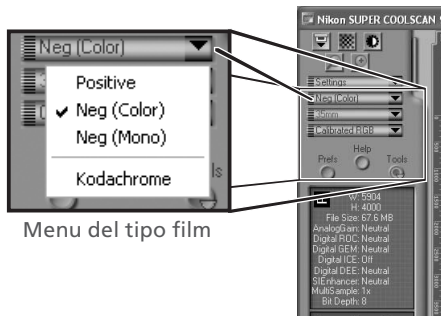 Neg (Color)
Positive
Neg (Color)
Neg (Mono)
Kodachrome
ls
Menu del tipo film
Nikon SUPER COOLSCAN
Settings
Neg (Color)
35mm
Calibrated RGB
Help
Prefs
Tools
W: 5904
H: 4000
File Size: 67.6 MB
AnalogGain: Neutral
Digital ROC: Neutral
Digital GEM: Neutral
Digital ICE: Off
Digital DEE: Neutral
SIEnhancer: Neutral
MultiSample: 1x
Bit Depth: 8